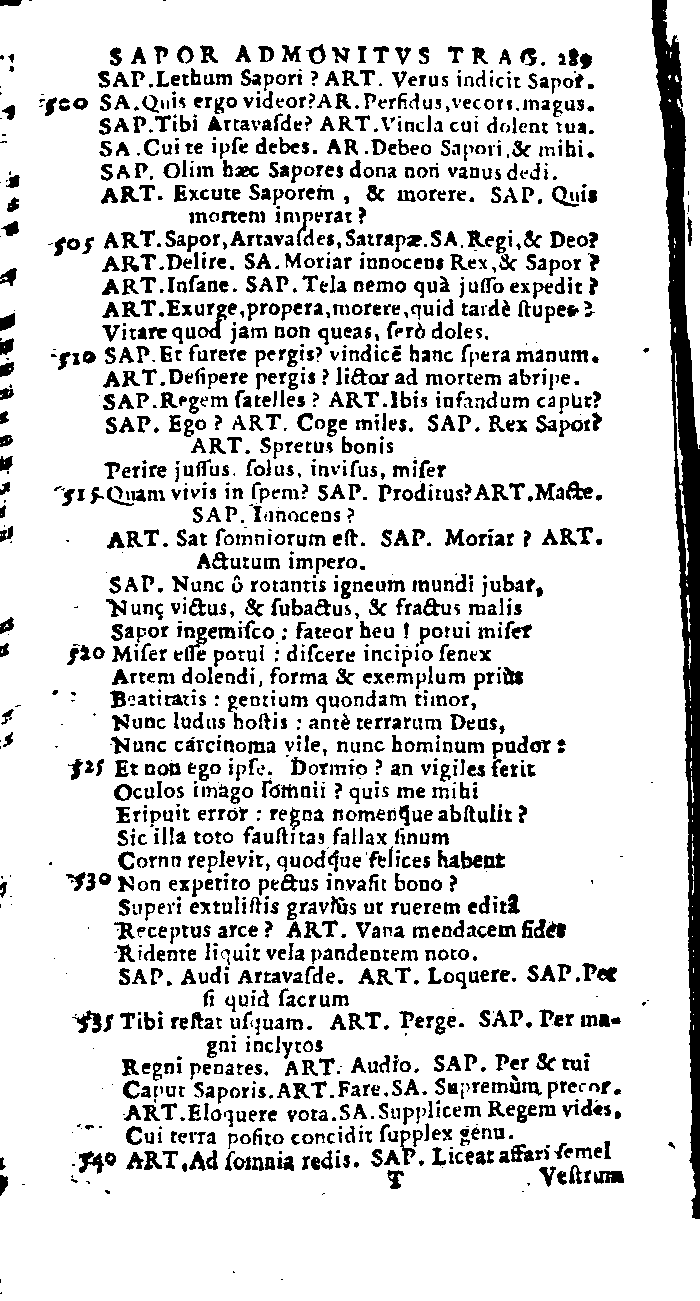 SAPOR ADMONITVS TRAG. 289
SAP.Lethum Sapori ? ART. Verus indicit Sapor.
500 SA.Quis ergo videor?AR.Perfidus,vecors,magus.
SAP.Tibi Artavaſde? ART.Vincla cui dolent tua.
SA.Cui te ipſe debes. AR.Debeo Sapori,& mihi.
SAP. Olim hæc Sapores dona non vanus dedi.
ART. Excute Saporem , & morere. SAP. Quis
mortem imperat ?
505 ART.Sapor,Artavaſdes,Satrapæ.SA.Regi,& Deo?
ART.Delire. SA.Moriar innocens Rex,& Sapor ?
ART.Inſane. SAP.Tela nemo quà juſſo expedit ?
ART.Exurge,propera,morere,quid tardè ſtupes ?
Vitare quod jam non queas, ſerò doles.
510 SAP.Et furere pergis? vindicē hanc ſpera manum.
ART.Deſipere pergis ? lictor ad mortem abripe.
SAP.Regem ſatelles ? ART.Ibis infandum caput?
SAP. Ego ? ART. Coge miles. SAP. Rex Sapor?
ART. Spretus bonis
Perire juſſus. ſolus, inviſus, miſer
515 Quam vivis in ſpem? SAP. Proditus?ART.Macte.
SAP. Innocens ?
ART. Sat ſomniorum eſt. SAP. Moriar ? ART.
Actutum impero.
SAP. Nunc ô rotantis igneum mundi jubar,
Nunç victus, & ſubactus, & fractus malis
Sapor ingemiſco : fateor heu ! potui miſer
520 Miſer eſſe potui : diſcere incipio ſenex
Artem dolendi, forma & exemplum priùs
Beatitatis : gentium quondam timor,
Nunc ludus hoſtis : antè terrarum Deus,
Nunc cárcinoma vile, nunc hominum pudor :
525 Et non ego ipſe. Dormio ? an vigiles ferit
Oculos imago ſomnii ? quis me mihi
Eripuit error : regna nomenq́ue abſtulit ?
Sic illa toto fauſtitas fallax ſinum
Cornu replevit, quodq́ue felices habent
530 Non expetito pectus invaſit bono ?
Superi extuliſtis graviùs ut ruerem editâ
Receptus arce ? ART. Vana mendacem fides
Ridente liquit vela pandentem noto.
SAP. Audi Artavaſde. ART. Loquere. SAP.Per
ſi quid ſacrum
535 Tibi reſtat uſquam. ART. Perge. SAP. Per ma-
gni inclytos
Regni penates. ART. Audio. SAP. Per & tui
Caput Saporis.ART.Fare.SA. Supremùm precor.
ART.Eloquere vota.SA.Supplicem Regem vides,
Cui terra poſito concidit ſupplex genu.
540 ART.Ad ſomnia redis. SAP. Liceat affari ſemel
T Veſtrum